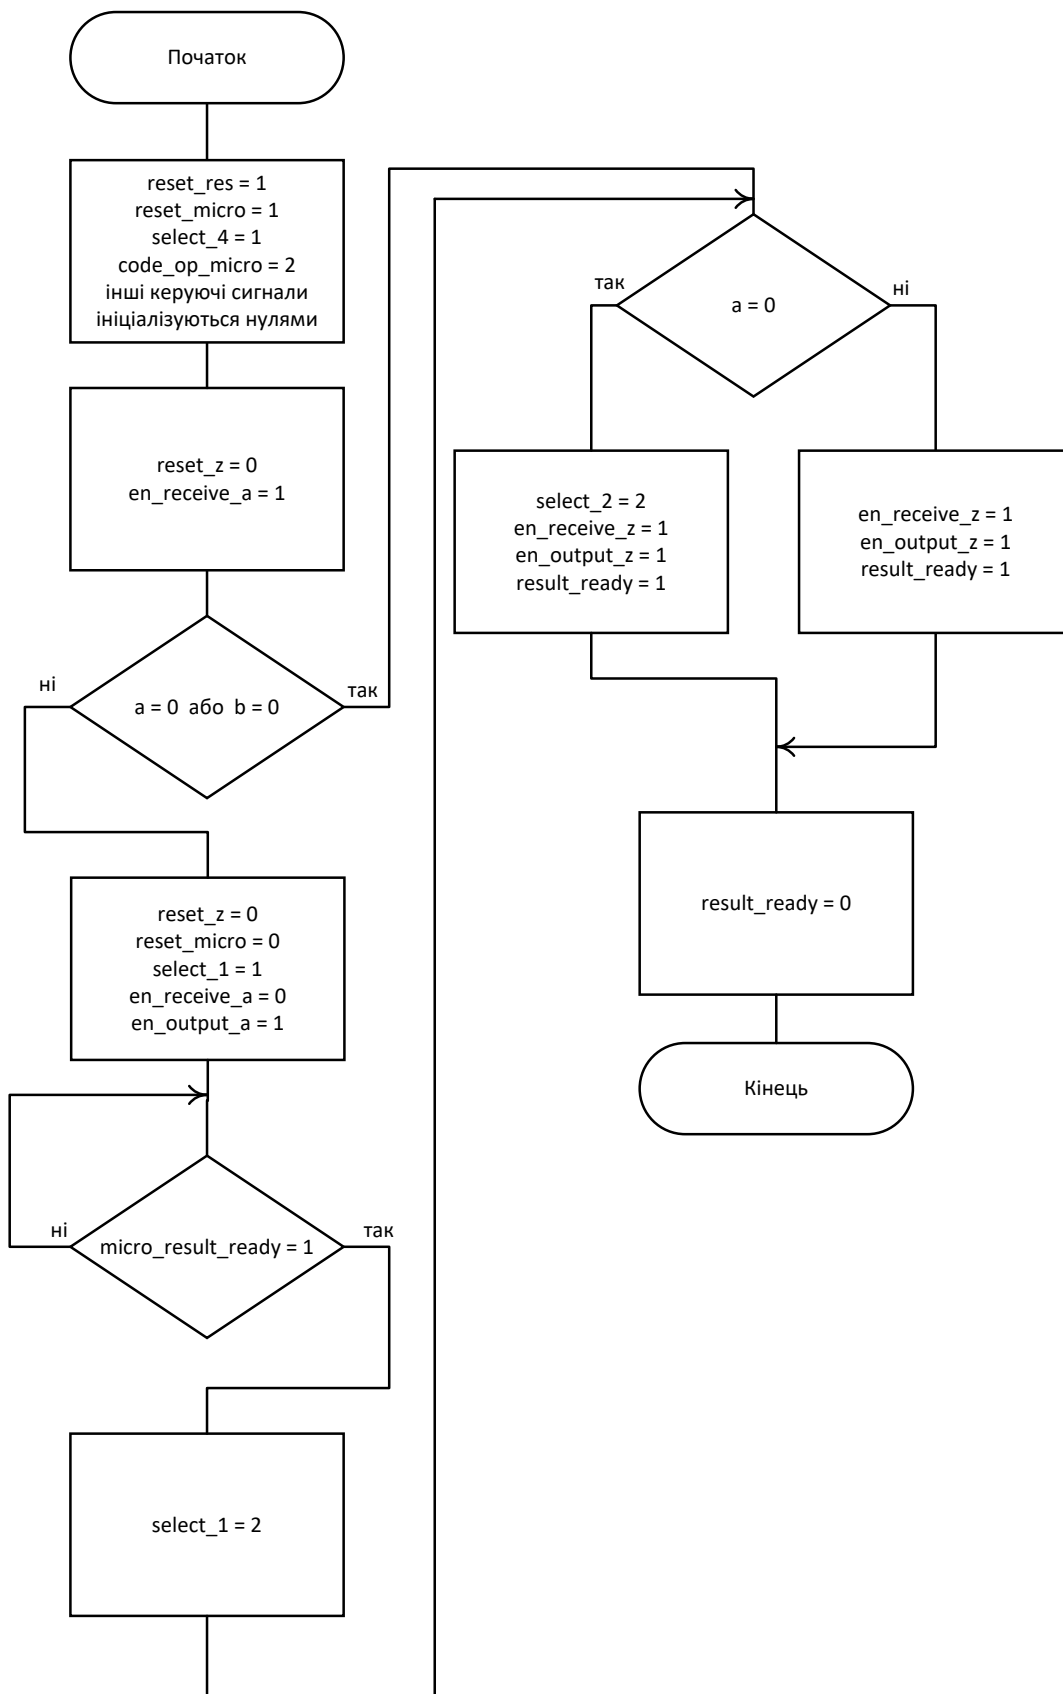 Початок
reset_res = 1
reset_micro = 1
select_4 = 1
code_op_micro = 2
інші керуючі сигнали
ініціалізуються нулями
reset_z = 0
en_receive_a = 1
ні
a = 0 або b = 0
так
reset_z = 0
reset_micro = 0
select_1 = 1
en_receive_a = 0
en_output_a = 1
ні
micro_result_ready = 1
так
select_1 = 2
так
a = 0
ні
select_2 = 2
en_receive_z = 1
en_output_z = 1
result_ready = 1
en_receive_z = 1
en_output_z = 1
result_ready = 1
result_ready = 0
Кінець